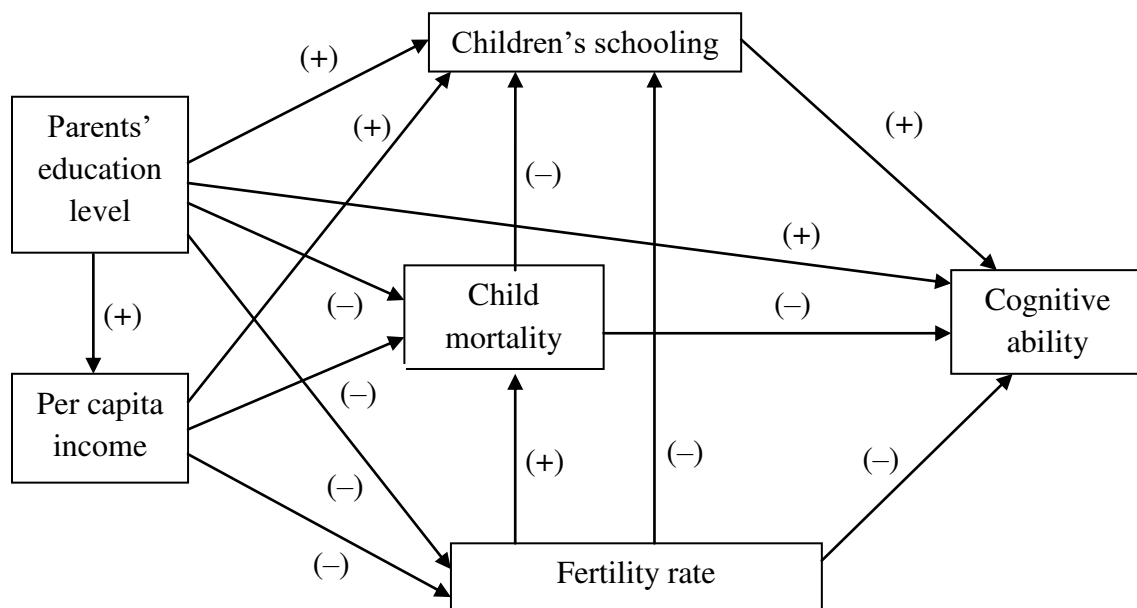 Children’s schooling
(+)
Parents’
education
level
(+)
(+)
(–)
(+)
Child
mortality
(–)
Cognitive
ability
(–)
(+)
Per capita
income
(–)
(–)
(–)
(+)
(–)
(–)
(–)
Fertility rate